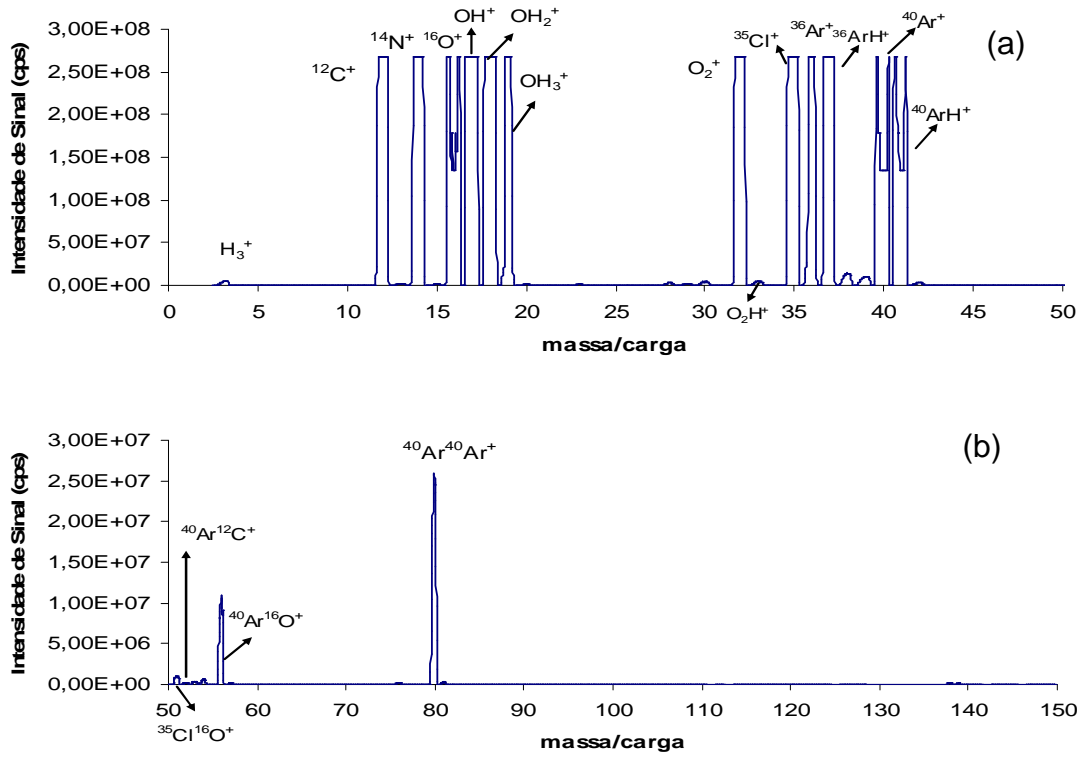 (a)
Intensidade de Sinal (cps)
3,00E+08
2,50E+08
2,00E+08
1,50E+08
1,00E+08
5,00E+07
0,00E+00
H₃⁺
¹²C⁺
¹⁴N⁺
¹⁶O⁺
OH⁺
OH₂⁺
OH₃⁺
O₂⁺
O₂H⁺
³⁵Cl⁺
³⁶Ar⁺
³⁶ArH⁺
⁴⁰Ar⁺
⁴⁰ArH⁺
0 5 10 15 20 25 30 35 40 45 50
massa/carga
(b)
Intensidade de Sinal (cps)
3,00E+07
2,50E+07
2,00E+07
1,50E+07
1,00E+07
5,00E+06
0,00E+00
⁴⁰Ar¹²C⁺
⁴⁰Ar¹⁶O⁺
⁴⁰Ar⁴⁰Ar⁺
50 60 70 80 90 100 110 120 130 140 150
³⁵Cl¹⁶O⁺
massa/carga